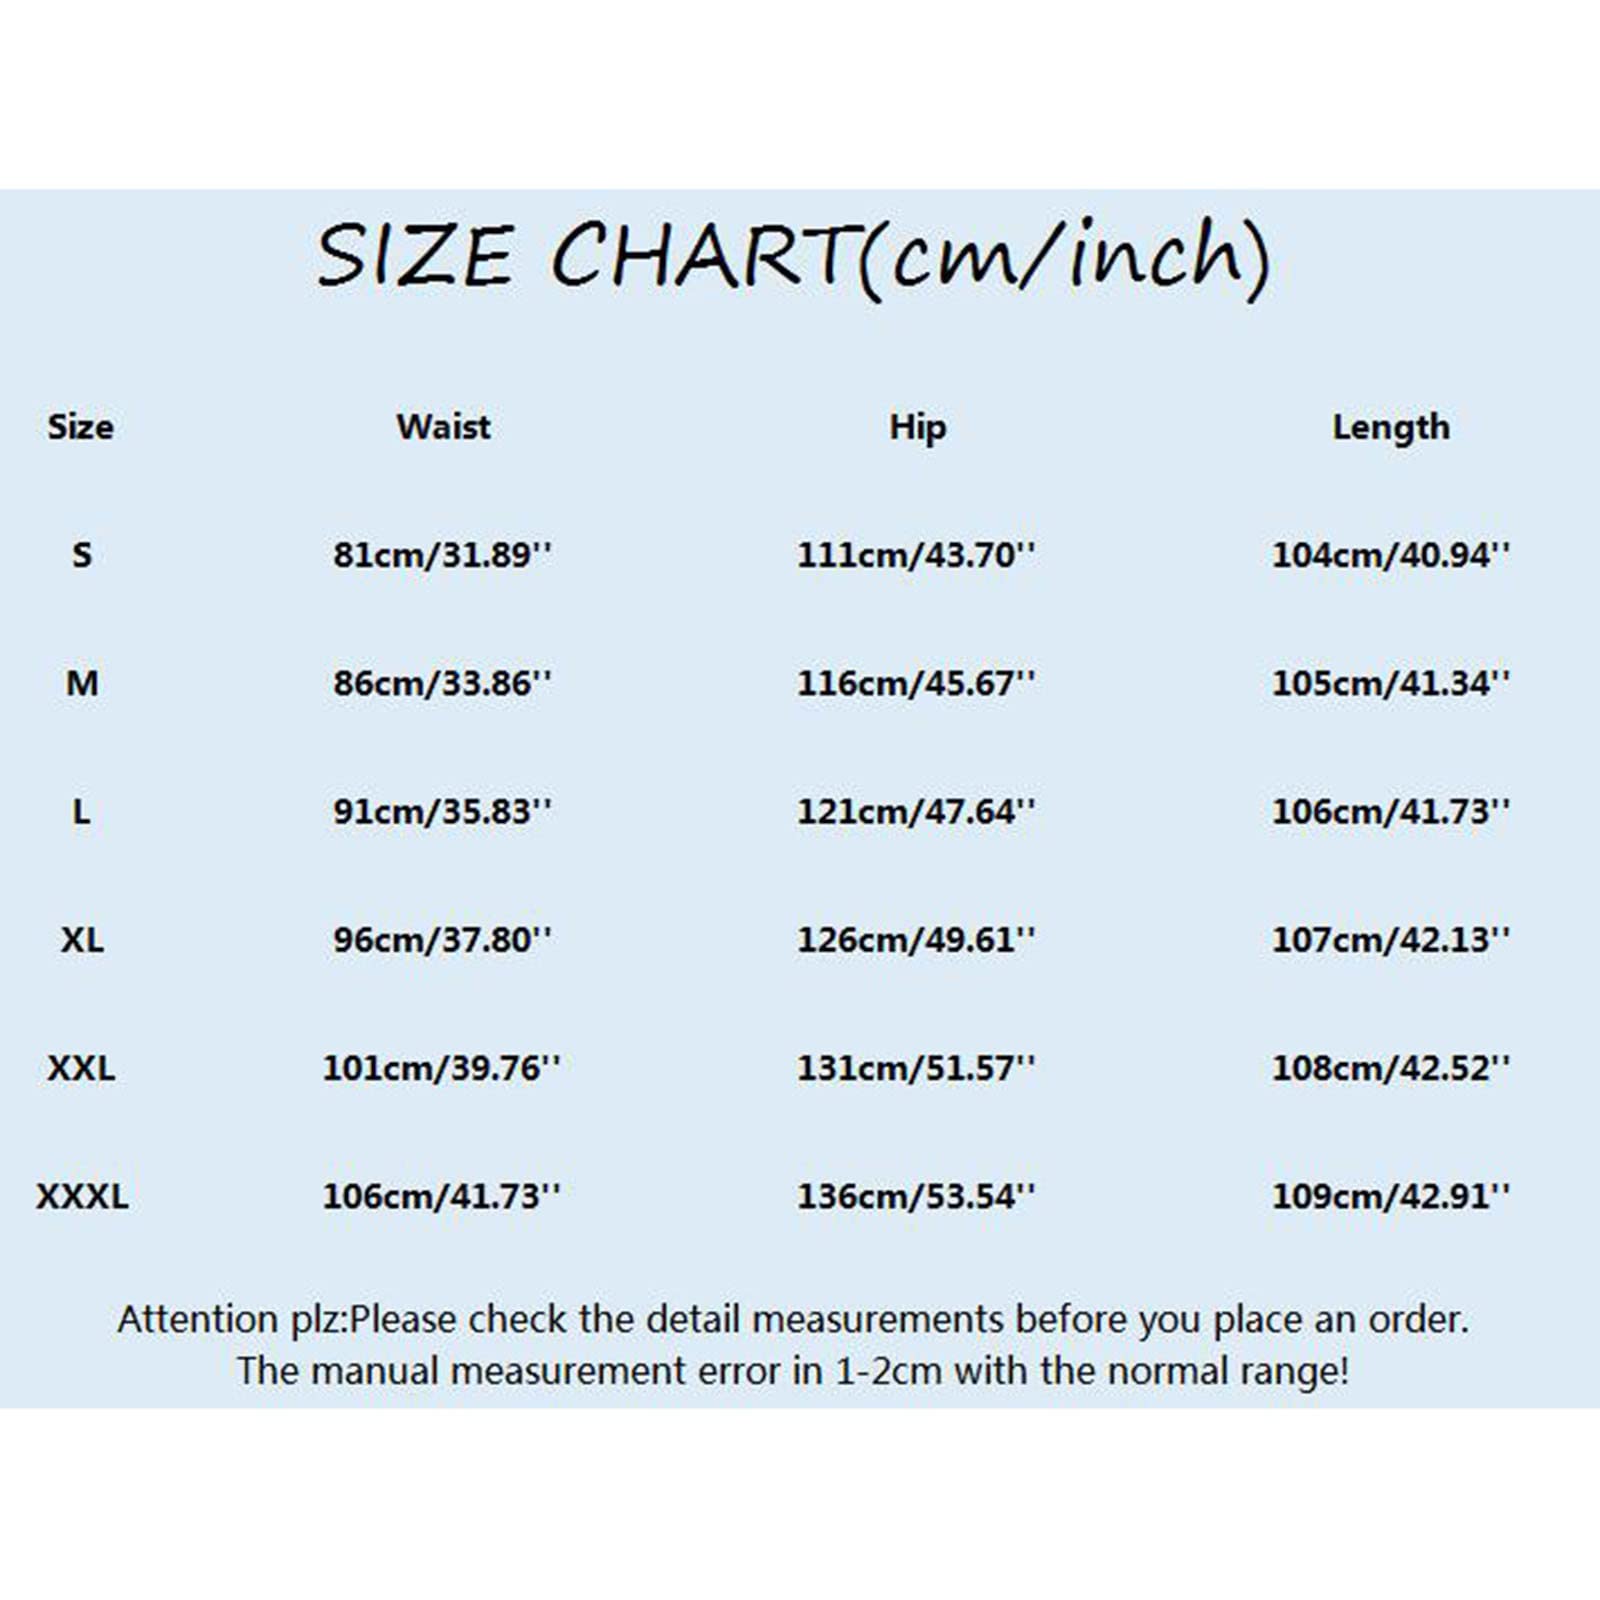 SIZE CHART(cm/inch)
Size Waist Hip Length
S 81cm/31.89'' 111cm/43.70'' 104cm/40.94''
M 86cm/33.86'' 116cm/45.67'' 105cm/41.34''
L 91cm/35.83'' 121cm/47.64'' 106cm/41.73''
XL 96cm/37.80'' 126cm/49.61'' 107cm/42.13''
XXL 101cm/39.76'' 131cm/51.57'' 108cm/42.52''
XXXL 106cm/41.73'' 136cm/53.54'' 109cm/42.91''
Attention plz:Please check the detail measurements before you place an order.
The manual measurement error in 1-2cm with the normal range!